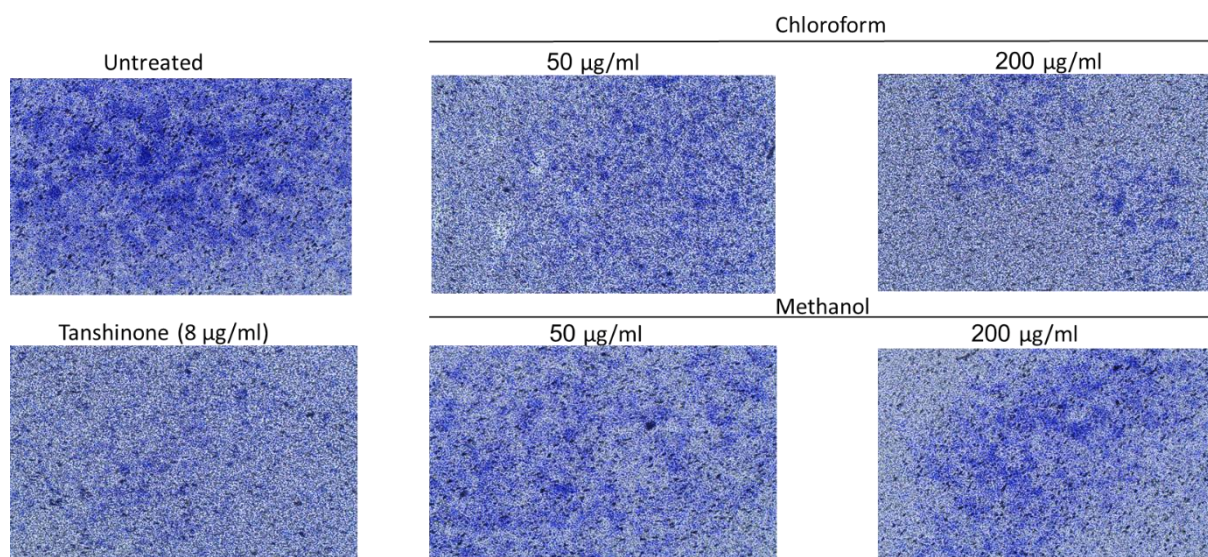 Chloroform
Untreated
50 µg/ml
200 µg/ml
Methanol
Tanshinone (8 µg/ml)
50 µg/ml
200 µg/ml